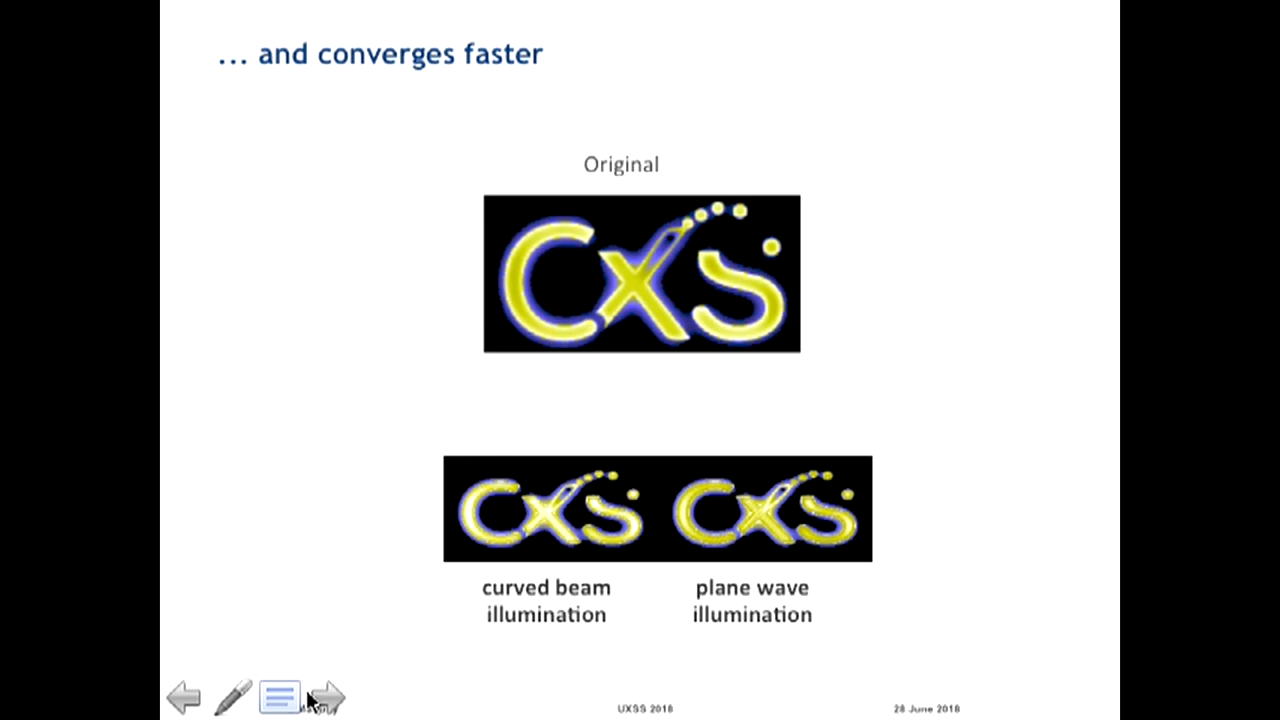 ... and converges faster
Original
CXS
CXS CXS
curved beam
illumination
plane wave
illumination
UXSS 2018
28 June 2018